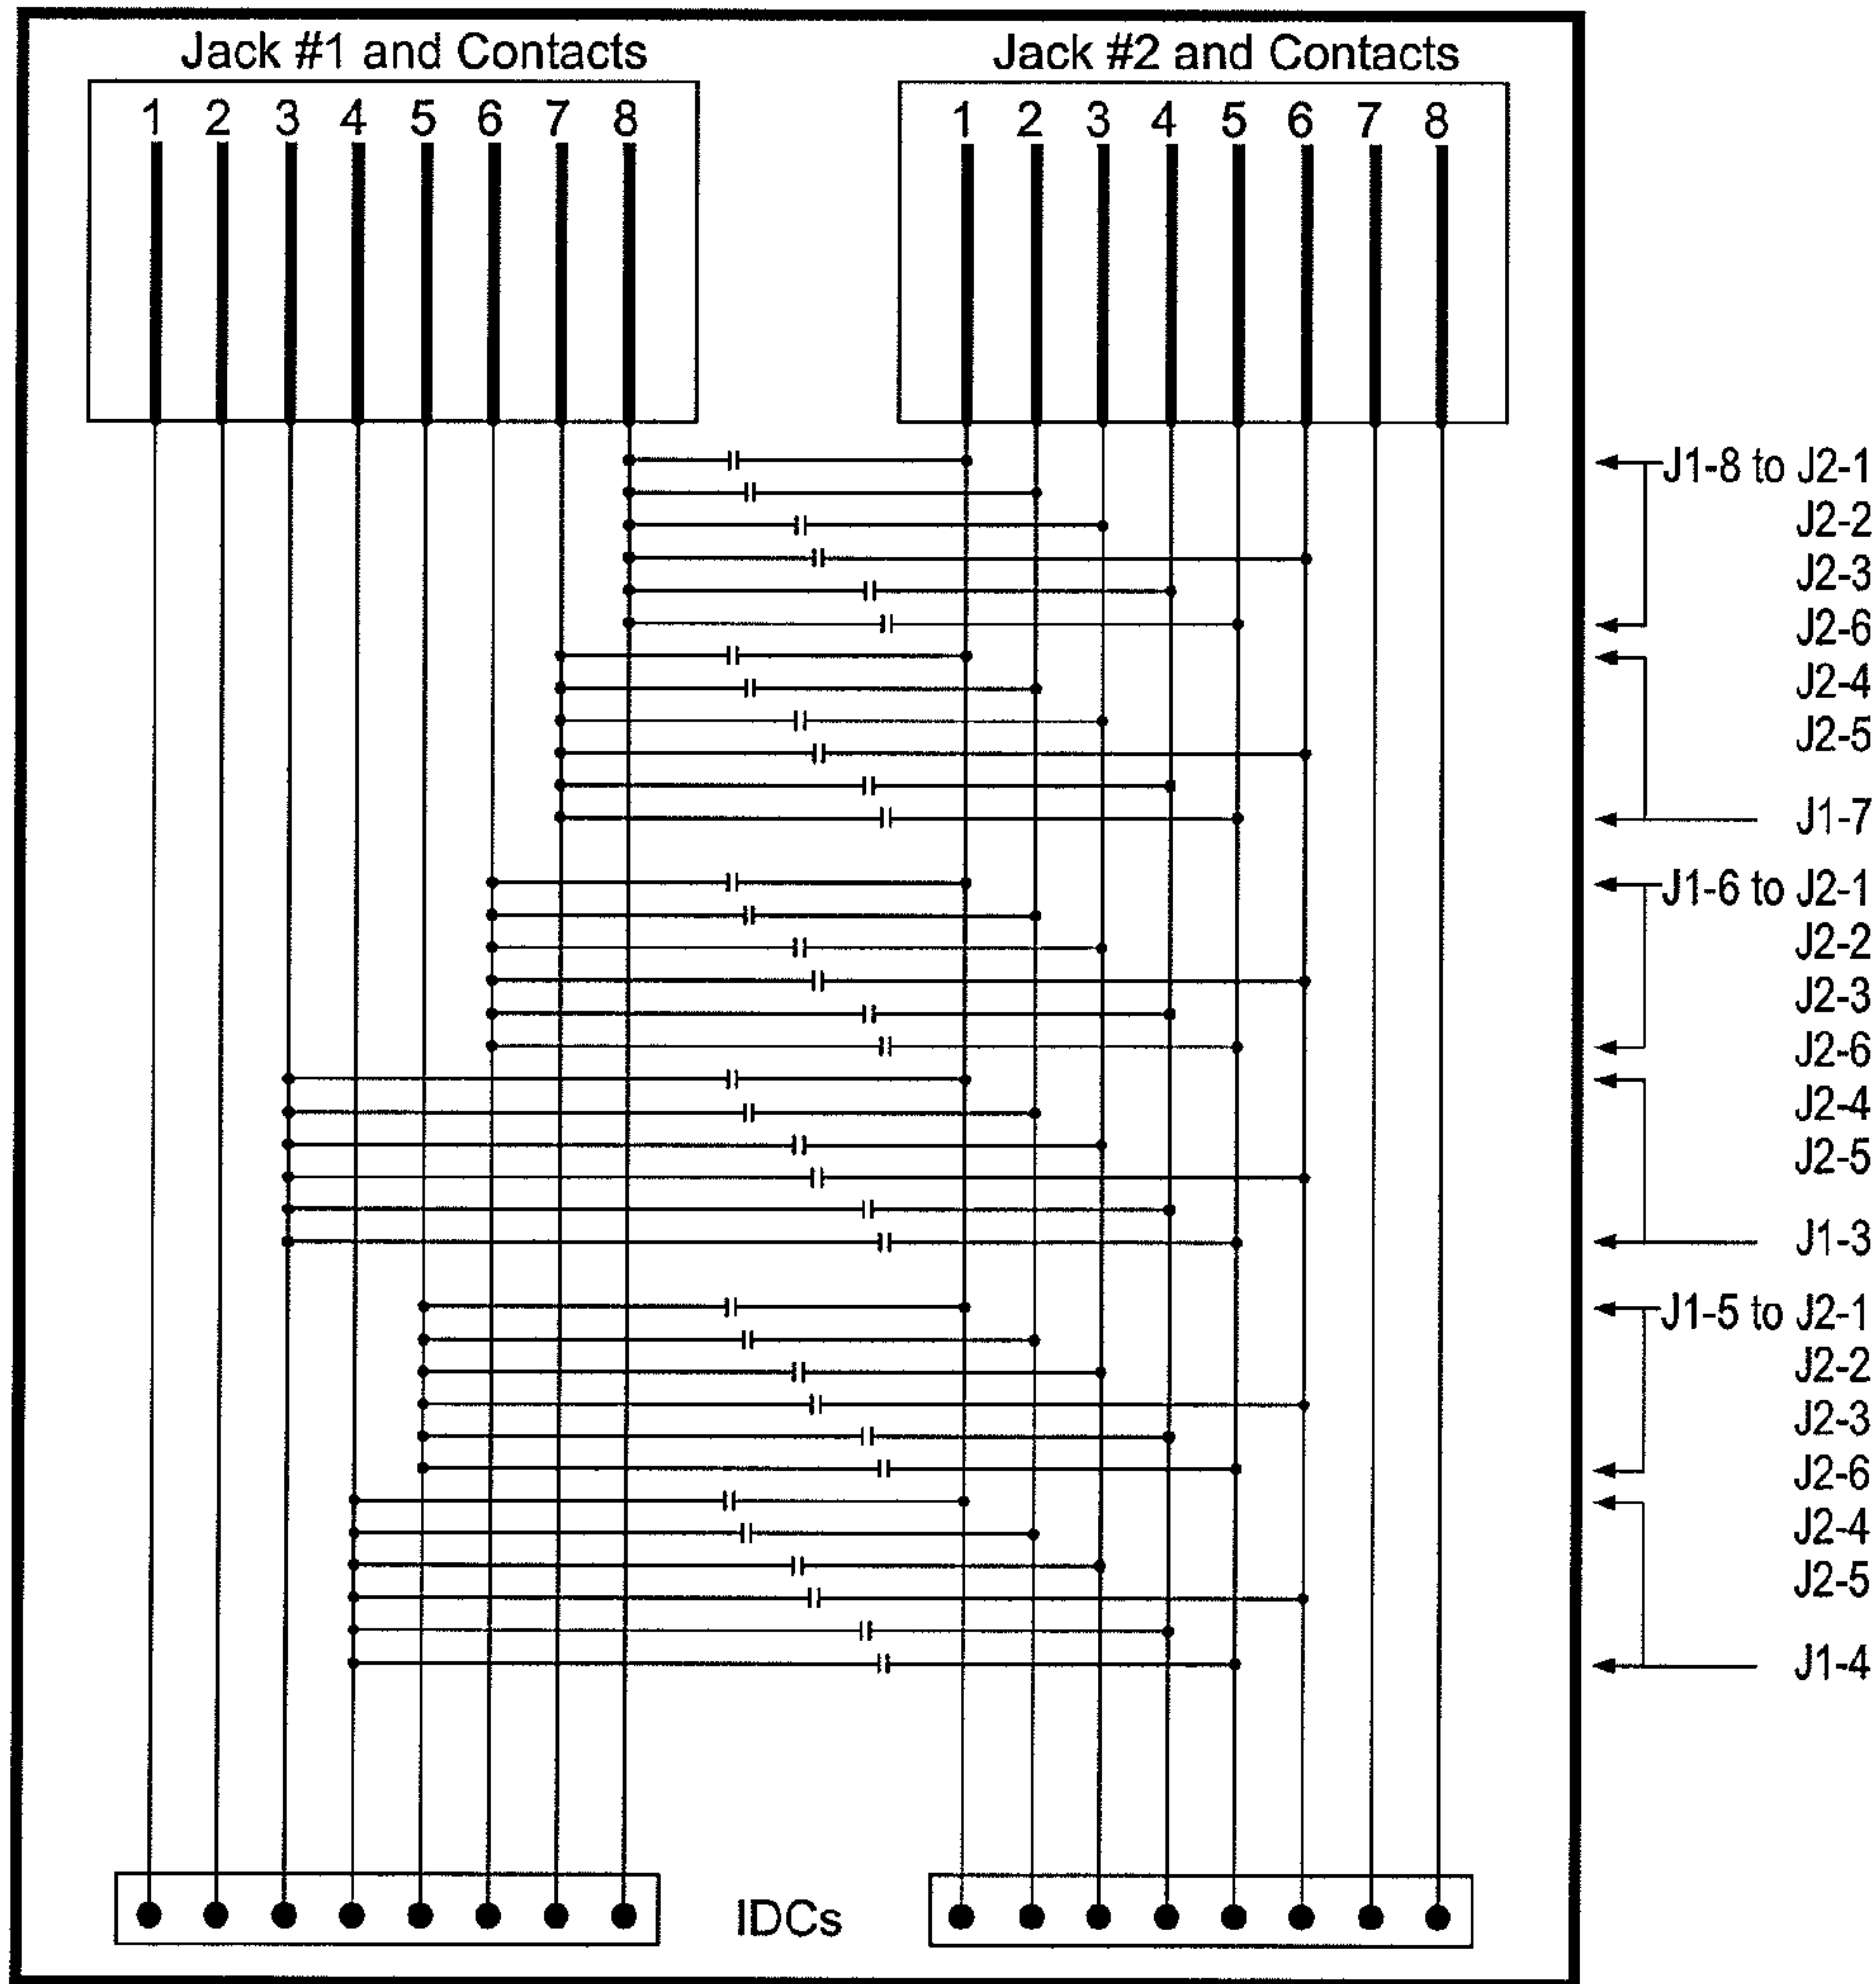 Jack #1 and Contacts
Jack #2 and Contacts
1 2 3 4 5 6 7 8
1 2 3 4 5 6 7 8
J1-8 to J2-1
J2-2
J2-3
J2-6
J2-4
J2-5
J1-7
J1-6 to J2-1
J2-2
J2-3
J2-6
J2-4
J2-5
J1-3
J1-5 to J2-1
J2-2
J2-3
J2-6
J2-4
J2-5
J1-4
IDCs